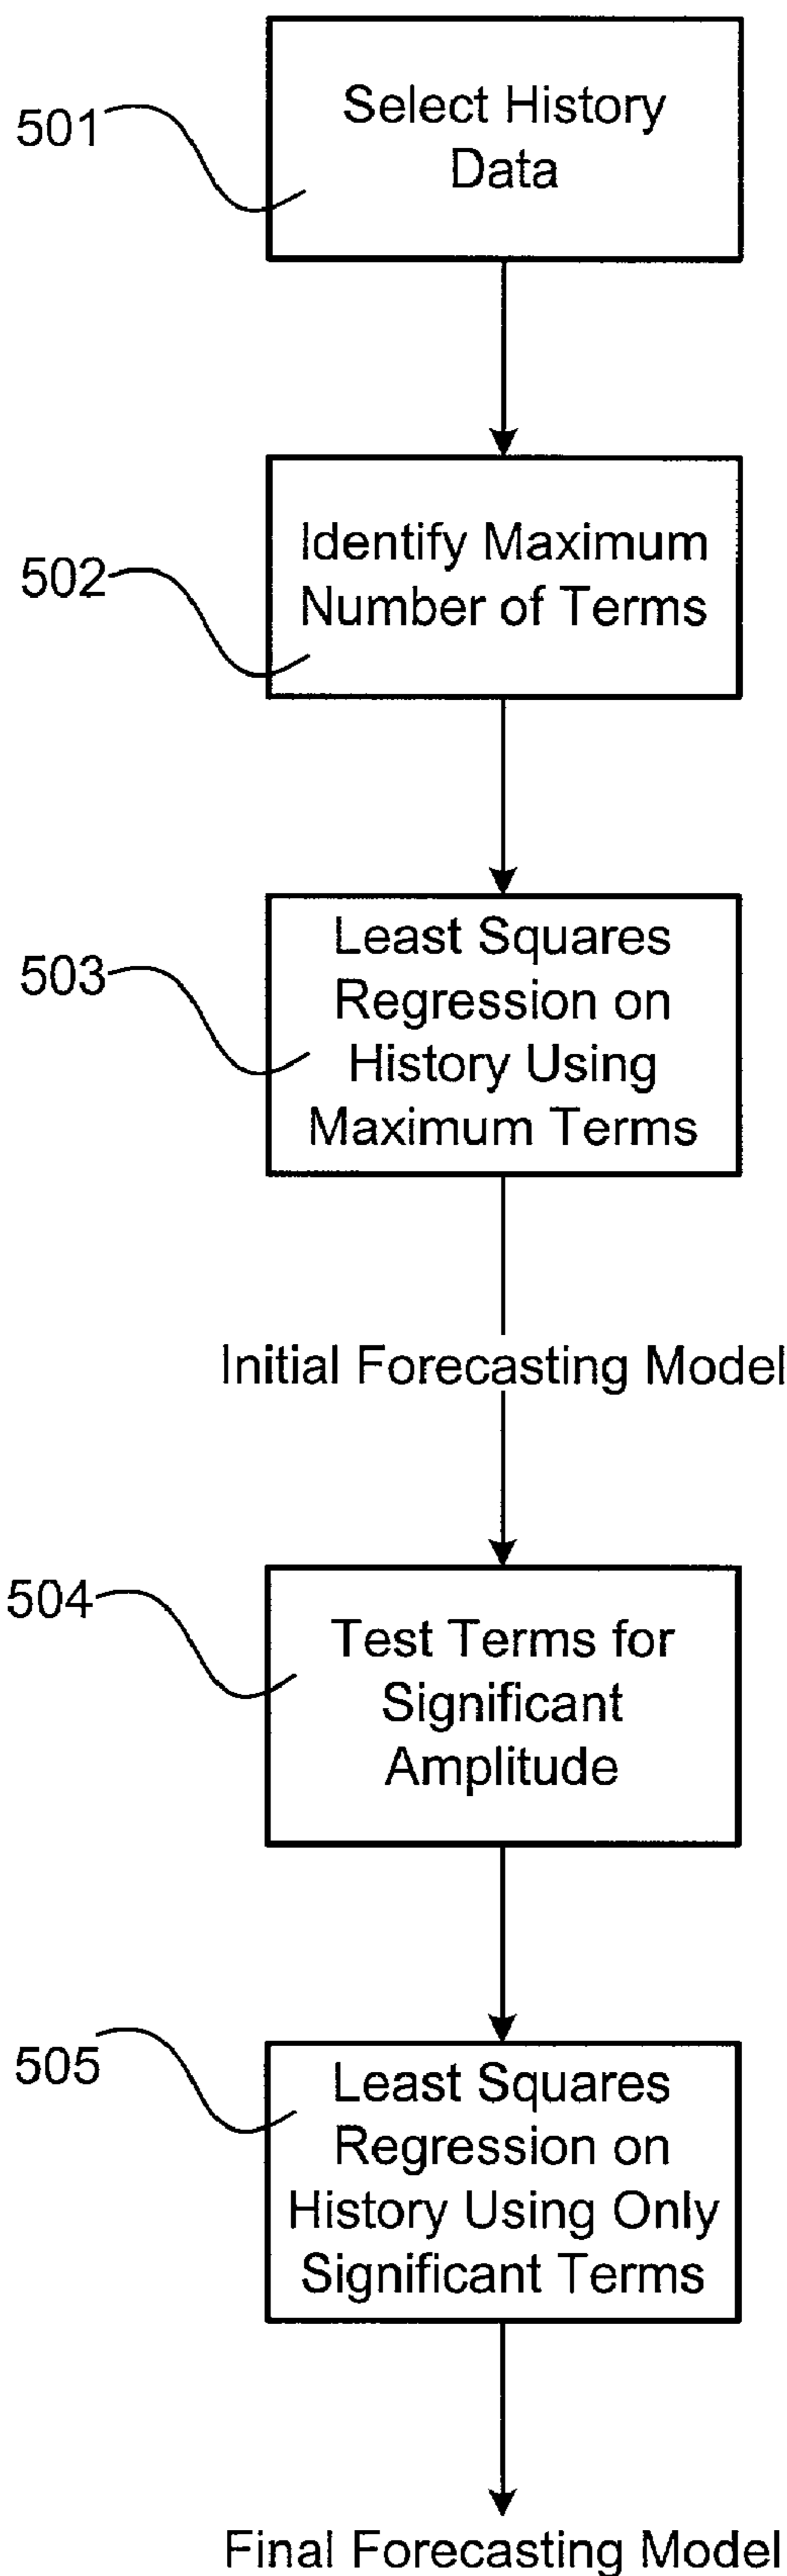 501
Select History
Data
502
Identify Maximum
Number of Terms
503
Least Squares
Regression on
History Using
Maximum Terms
Initial Forecasting Model
504
Test Terms for
Significant
Amplitude
505
Least Squares
Regression on
History Using Only
Significant Terms
Final Forecasting Model